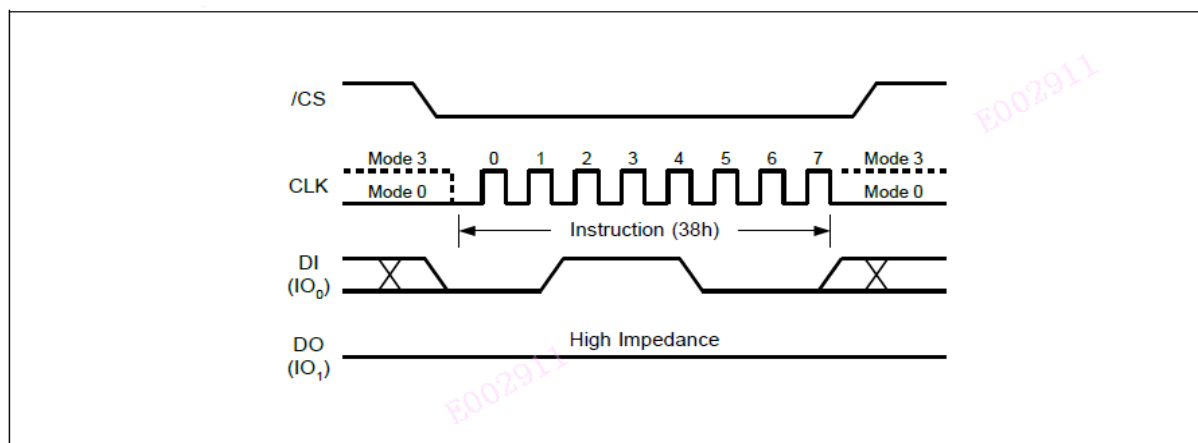 E002911
/CS
Mode 3 0 1 2 3 4 5 6 7 Mode 3
CLK
Mode 0 Mode 0
Instruction (38h)
DI
(IO0)
High Impedance
DO
(IO1)
E002911